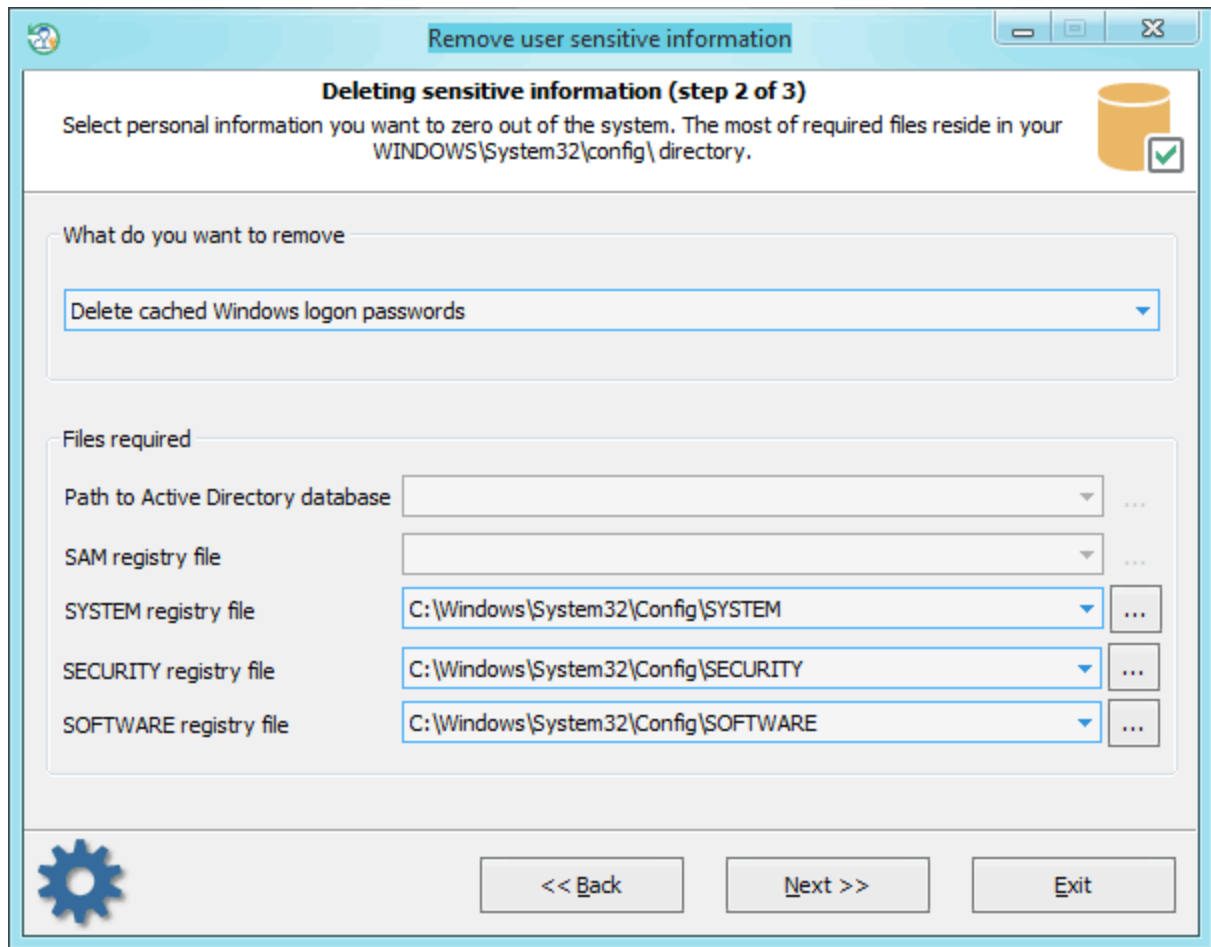 Remove user sensitive information
Deleting sensitive information (step 2 of 3)
Select personal information you want to zero out of the system. The most of required files reside in your
WINDOWS\System32\config\ directory.
What do you want to remove
Delete cached Windows logon passwords
Files required
Path to Active Directory database
...
SAM registry file
...
SYSTEM registry file C:\Windows\System32\Config\SYSTEM ...
SECURITY registry file C:\Windows\System32\Config\SECURITY ...
SOFTWARE registry file C:\Windows\System32\Config\SOFTWARE ...
<< Back Next >> Exit